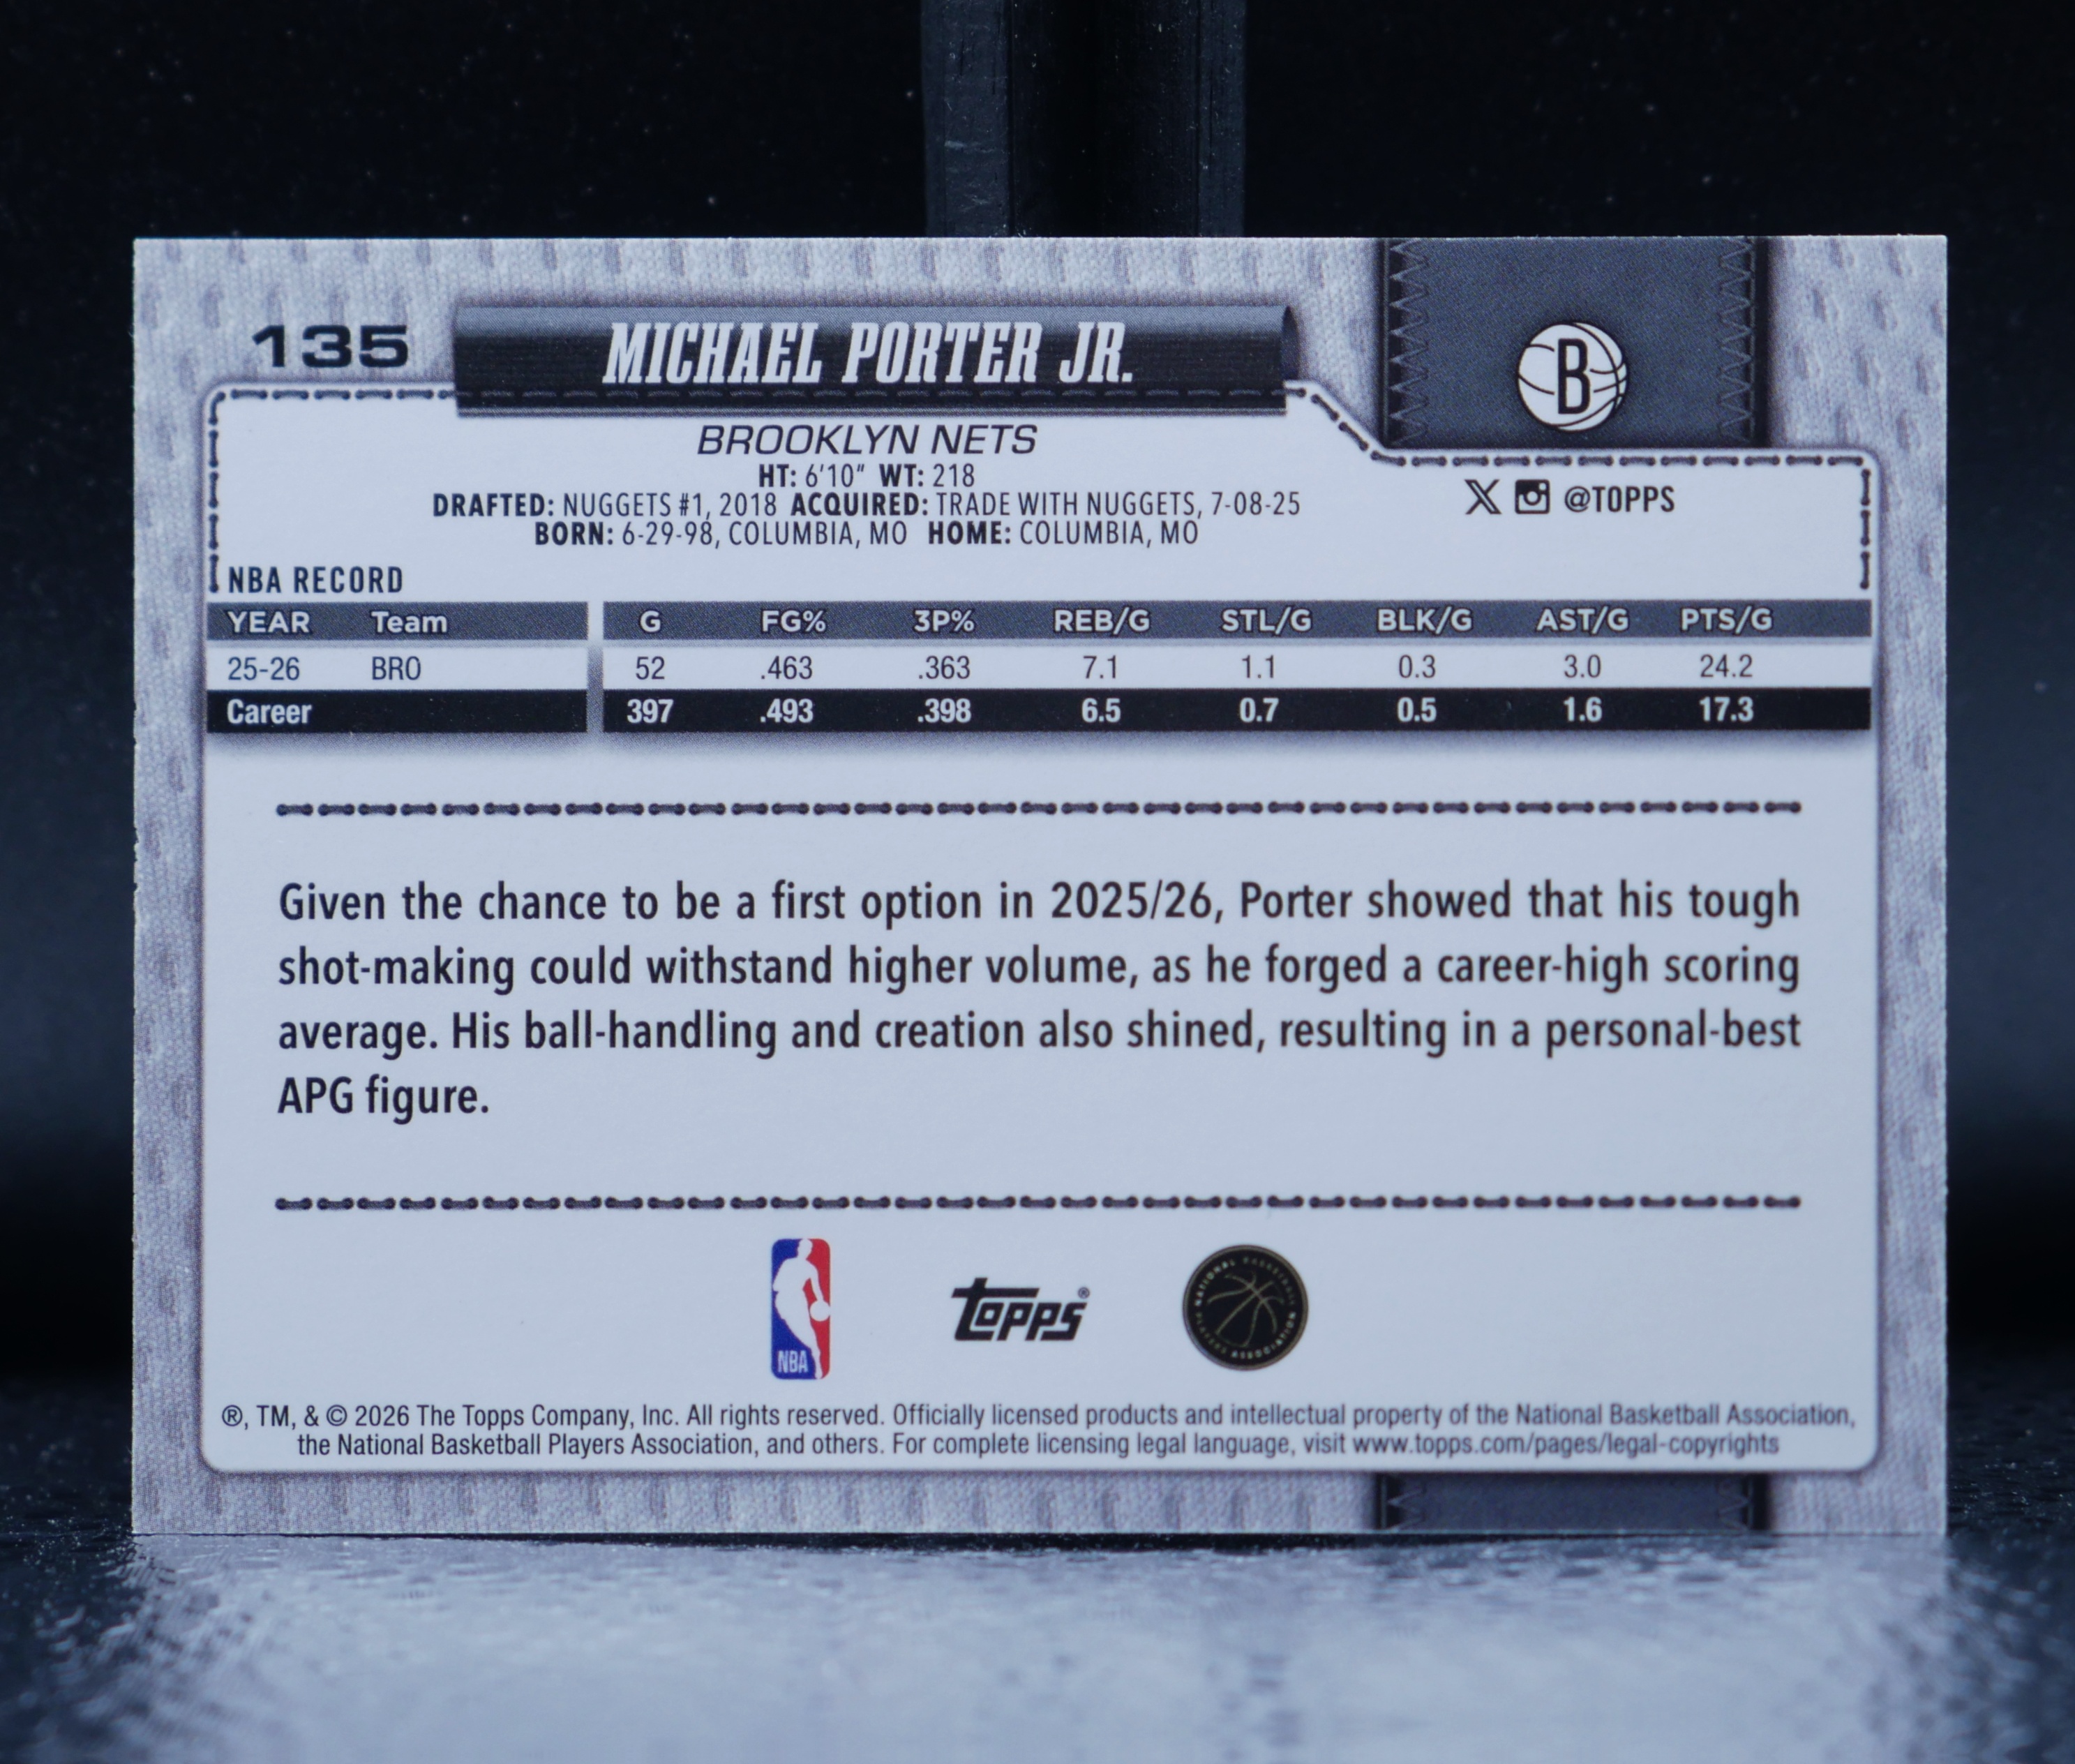 135
MICHAEL PORTER JR.
B
BROOKLYN NETS
HT: 6'10" WT: 218
DRAFTED: NUGGETS #1, 2018 ACQUIRED: TRADE WITH NUGGETS, 7-08-25
BORN: 6-29-98, COLUMBIA, MO HOME: COLUMBIA, MO
@TOPPS
NBA RECORD
YEAR Team G FG% 3P% REB/G STL/G BLK/G AST/G PTS/G
25-26 BRO 52 .463 .363 7.1 1.1 0.3 3.0 24.2
Career 397 .493 .398 6.5 0.7 0.5 1.6 17.3
Given the chance to be a first option in 2025/26, Porter showed that his tough
shot-making could withstand higher volume, as he forged a career-high scoring
average. His ball-handling and creation also shined, resulting in a personal-best
APG figure.
NBA
Topps®
NATIONAL BASKETBALL
PLAYERS ASSOCIATION
®, TM, & © 2026 The Topps Company, Inc. All rights reserved. Officially licensed products and intellectual property of the National Basketball Association,
the National Basketball Players Association, and others. For complete licensing legal language, visit www.topps.com/pages/legal-copyrights